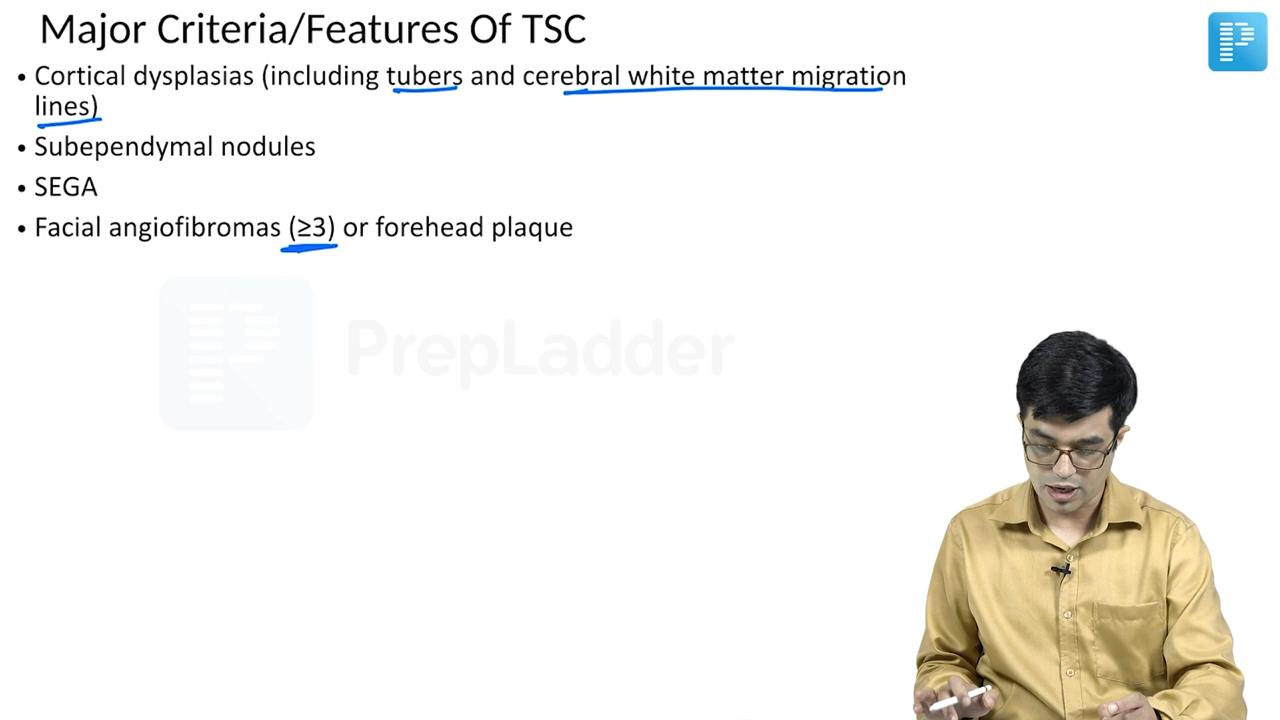 Major Criteria/Features Of TSC
• Cortical dysplasias (including tubers and cerebral white matter migration
lines)
• Subependymal nodules
• SEGA
• Facial angiofibromas (≥3) or forehead plaque
PrepLadder